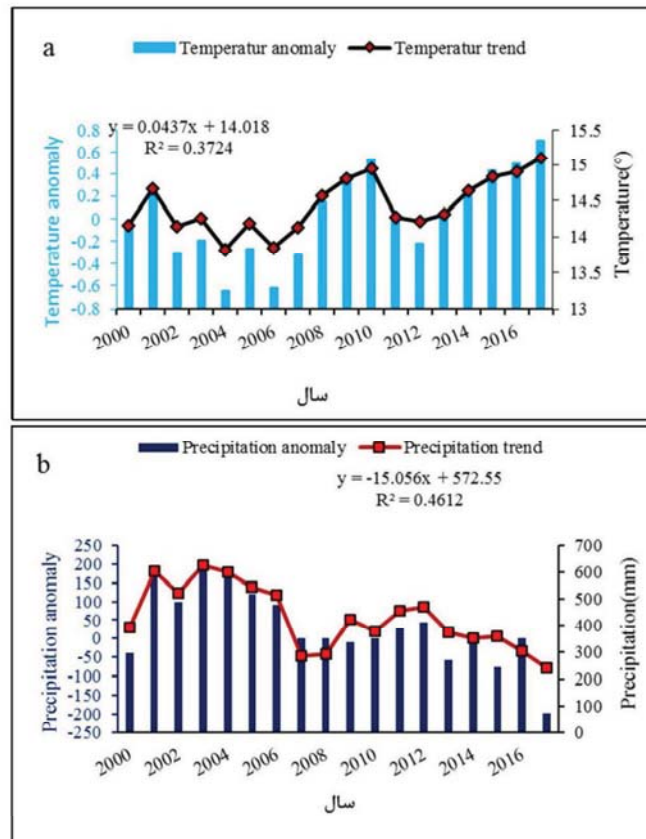 a
Temperatur anomaly Temperatur trend
y = 0.0437x + 14.018
R² = 0.3724
Temperature anomaly
0.8
0.6
0.4
0.2
0
-0.2
-0.4
-0.6
-0.8
15.5
15
14.5
14
13.5
13
Temperature(°)
2000 2002 2004 2006 2008 2010 2012 2014 2016
سال
b
Precipitation anomaly Precipitation trend
y = -15.056x + 572.55
R² = 0.4612
Precipitation anomaly
250
200
150
100
50
0
-50
-100
-150
-200
-250
700
600
500
400
300
200
100
0
Precipitation(mm)
2000 2002 2004 2006 2008 2010 2012 2014 2016
سال